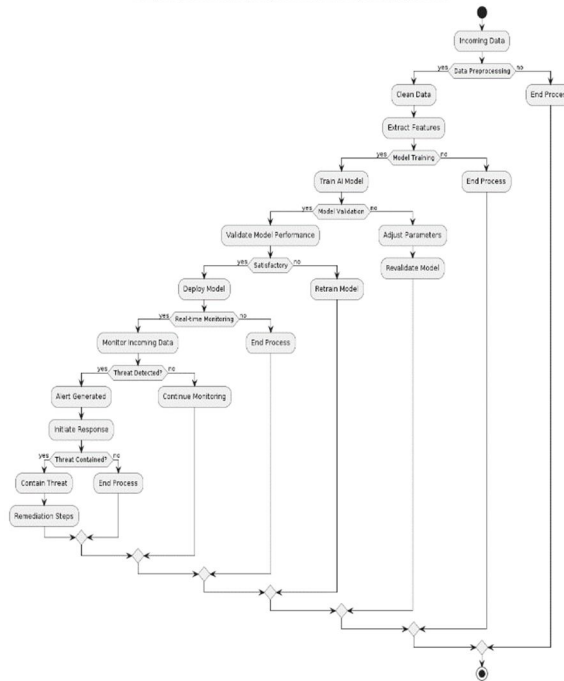 Incoming Data
yes Data Preprocessing no
Clean Data End Process
Extract Features
yes Model Training no
Train AI Model End Process
yes Model Validation no
Validate Model Performance Adjust Parameters
yes Satisfactory no Revalidate Model
Deploy Model Retrain Model
yes Real-time Monitoring no
Monitor Incoming Data End Process
yes Threat Detected? no
Alert Generated Continue Monitoring
Initiate Response
yes Threat Contained? no
Contain Threat End Process
Remediation Steps